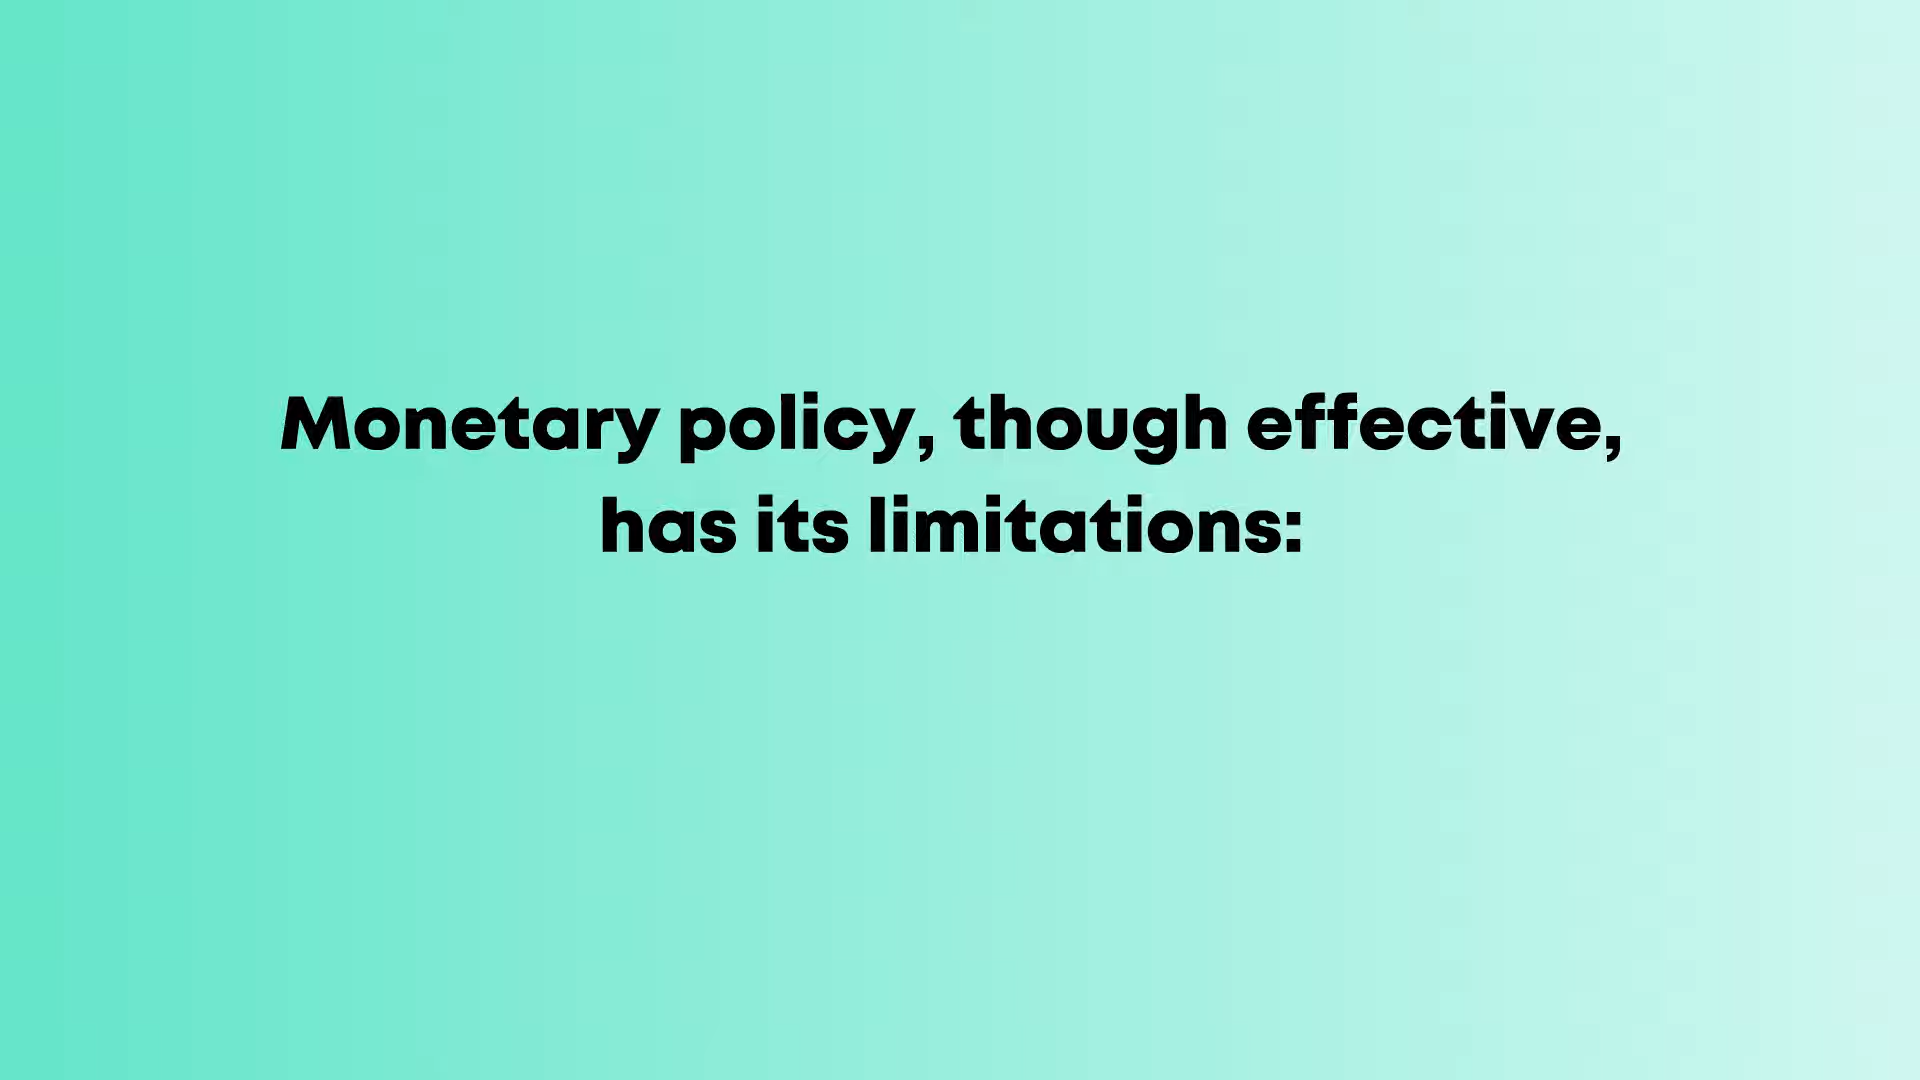 Monetary policy, though effective,
has its limitations: